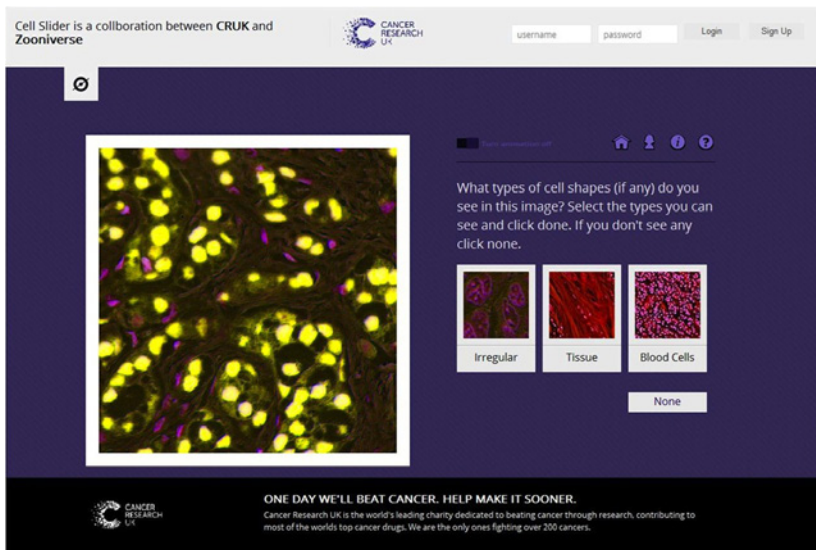 Cell Slider is a collboration between CRUK and
Zooniverse
CANCER
RESEARCH
UK
username
password
Login
Sign Up
Turn animation off
What types of cell shapes (if any) do you
see in this image? Select the types you can
see and click done. If you don't see any
click none.
Irregular
Tissue
Blood Cells
None
CANCER
RESEARCH
UK
ONE DAY WE'LL BEAT CANCER. HELP MAKE IT SOONER.
Cancer Research UK is the world's leading charity dedicated to beating cancer through research, contributing to
most of the worlds top cancer drugs. We are the only ones fighting over 200 cancers.